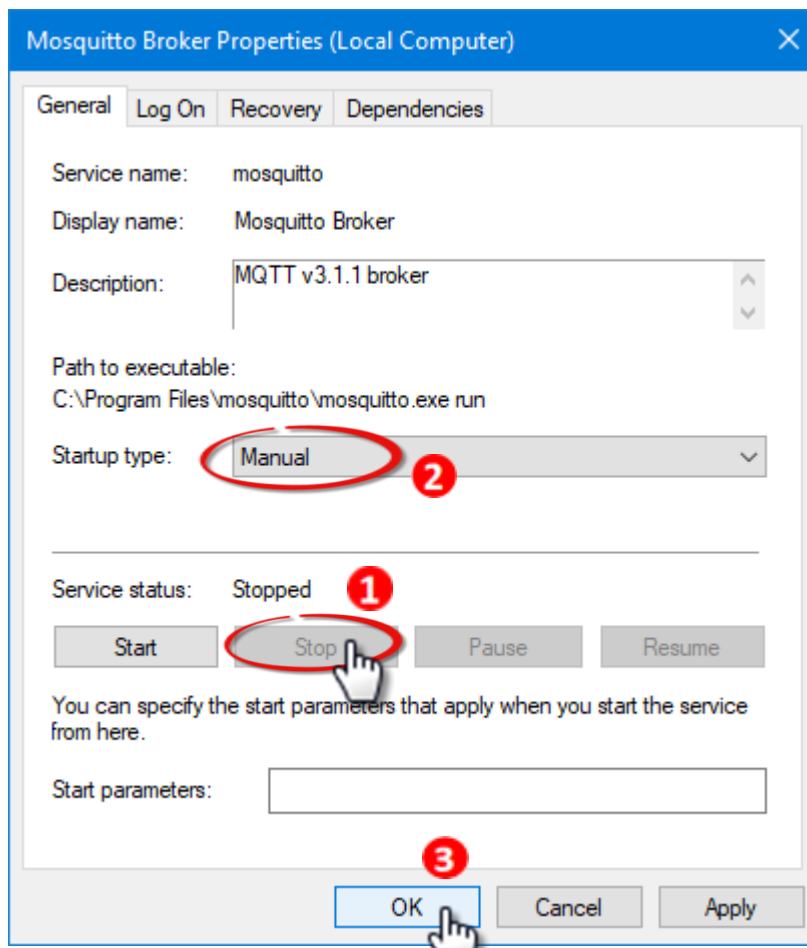 Mosquitto Broker Properties (Local Computer)
General Log On Recovery Dependencies
Service name: mosquitto
Display name: Mosquitto Broker
Description: MQTT v3.1.1 broker
Path to executable:
C:\Program Files\mosquitto\mosquitto.exe run
Startup type: Manual
2
Service status: Stopped 1
Start Stop Pause Resume
You can specify the start parameters that apply when you start the service
from here.
Start parameters:
3
OK Cancel Apply